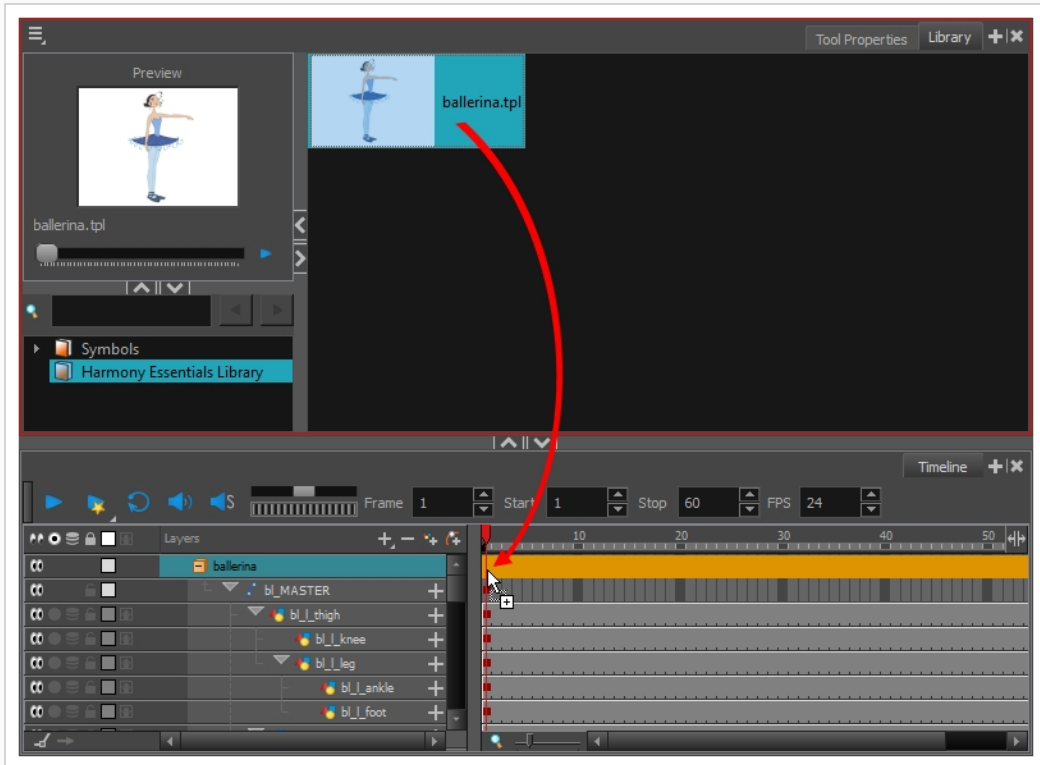 Tool Properties Library
Preview
ballerina.tpl
ballerina.tpl
Symbols
Harmony Essentials Library
Timeline
S Frame 1 Start 1 Stop 60 FPS 24
Layers 10 20 30 40 50
ballerina
bl_MASTER
bl_l_thigh
bl_l_knee
bl_l_leg
bl_l_ankle
bl_l_foot